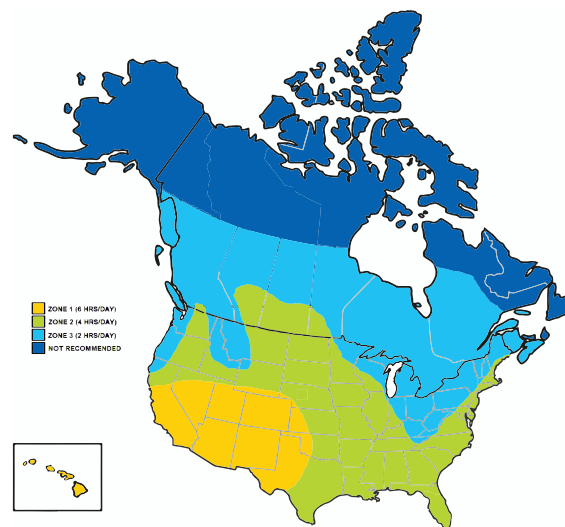 ZONE 1 (6 HRS/DAY)
ZONE 2 (4 HRS/DAY)
ZONE 3 (2 HRS/DAY)
NOT RECOMMENDED